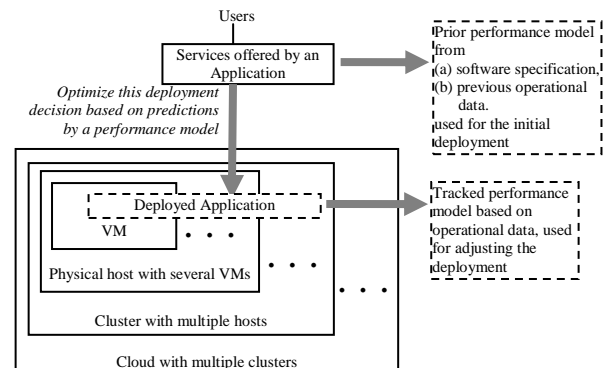 Users
Services offered by an
Application
Optimize this deployment
decision based on predictions
by a performance model
Prior performance model
from
(a) software specification,
(b) previous operational
data.
used for the initial
deployment
Deployed Application
VM
Physical host with several VMs
Cluster with multiple hosts
Cloud with multiple clusters
Tracked performance
model based on
operational data, used
for adjusting the
deployment